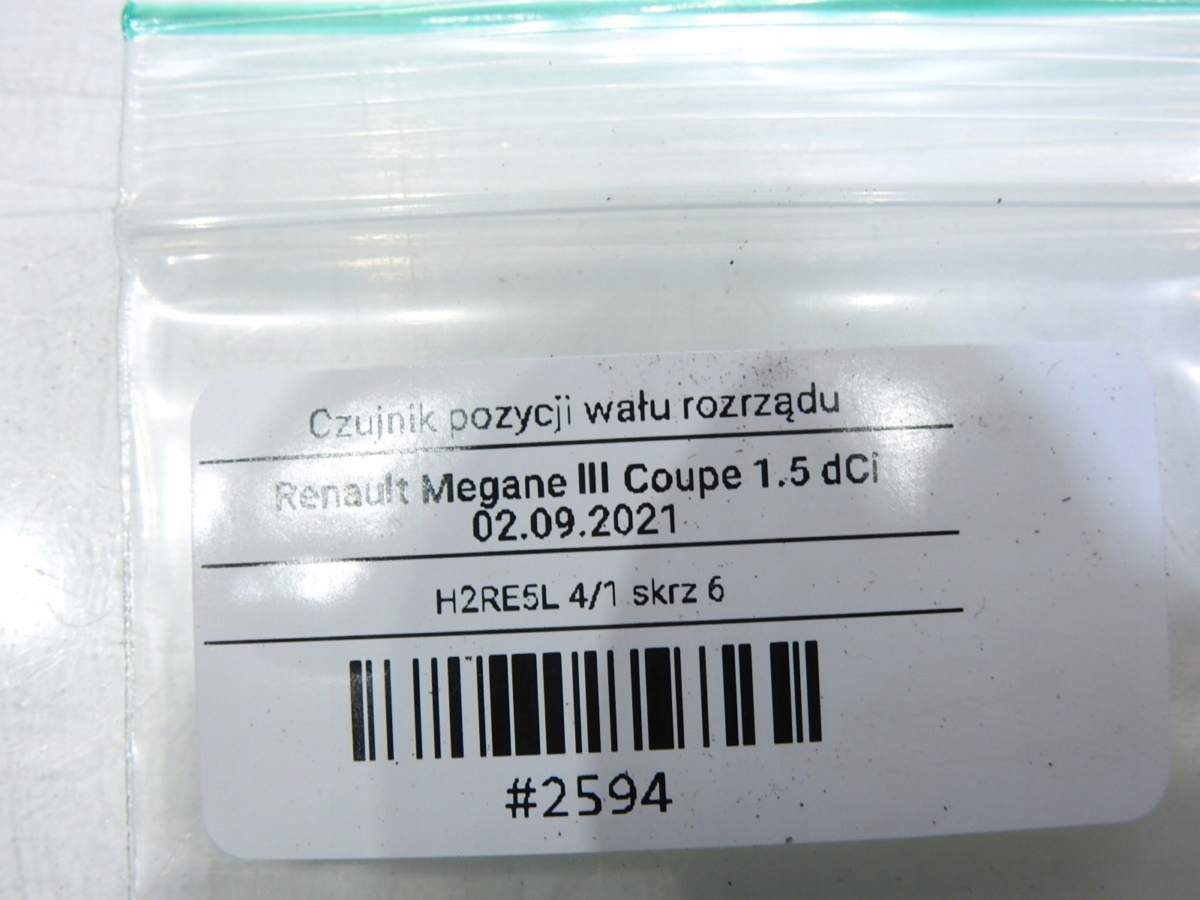 Czujnik pozycji wału rozrządu
Renault Megane III Coupe 1.5 dCi
02.09.2021
H2RE5L 4/1 skrz 6
#2594